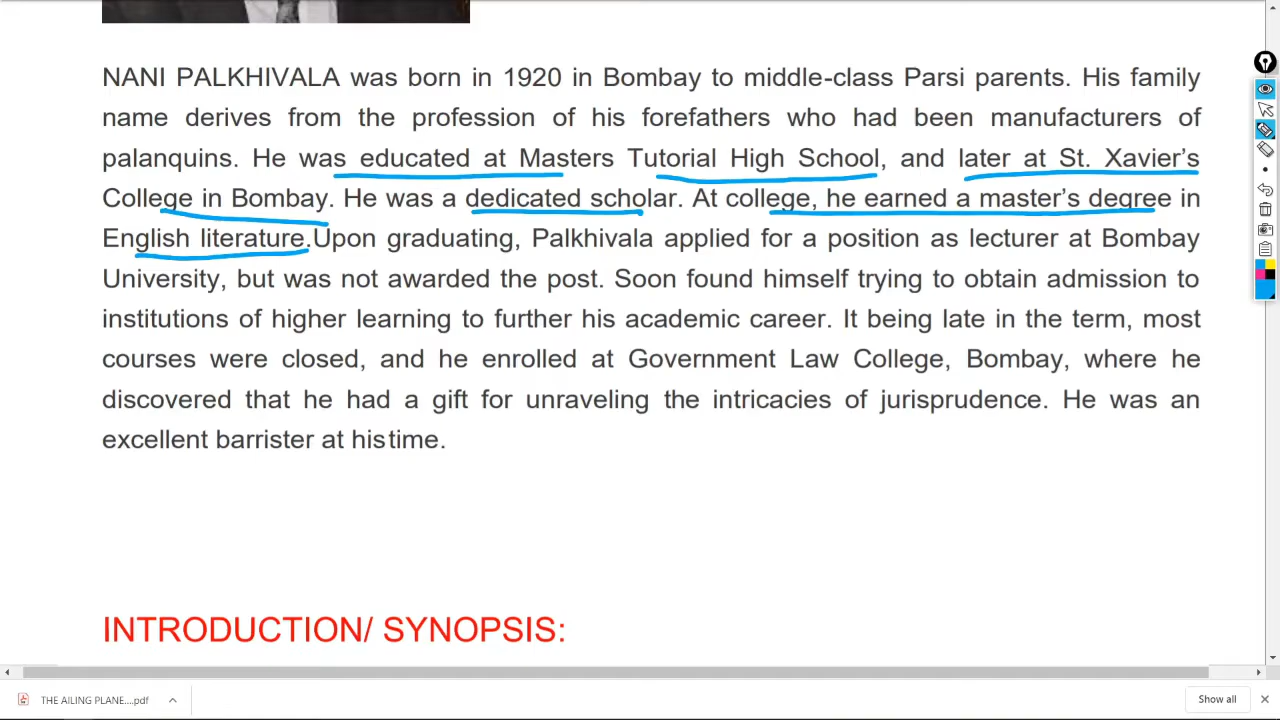 NANI PALKHIVALA was born in 1920 in Bombay to middle-class Parsi parents. His family
name derives from the profession of his forefathers who had been manufacturers of
palanquins. He was educated at Masters Tutorial High School, and later at St. Xavier’s
College in Bombay. He was a dedicated scholar. At college, he earned a master’s degree in
English literature.Upon graduating, Palkhivala applied for a position as lecturer at Bombay
University, but was not awarded the post. Soon found himself trying to obtain admission to
institutions of higher learning to further his academic career. It being late in the term, most
courses were closed, and he enrolled at Government Law College, Bombay, where he
discovered that he had a gift for unraveling the intricacies of jurisprudence. He was an
excellent barrister at his time.
INTRODUCTION/ SYNOPSIS:
THE AILING PLANE....pdf
Show all